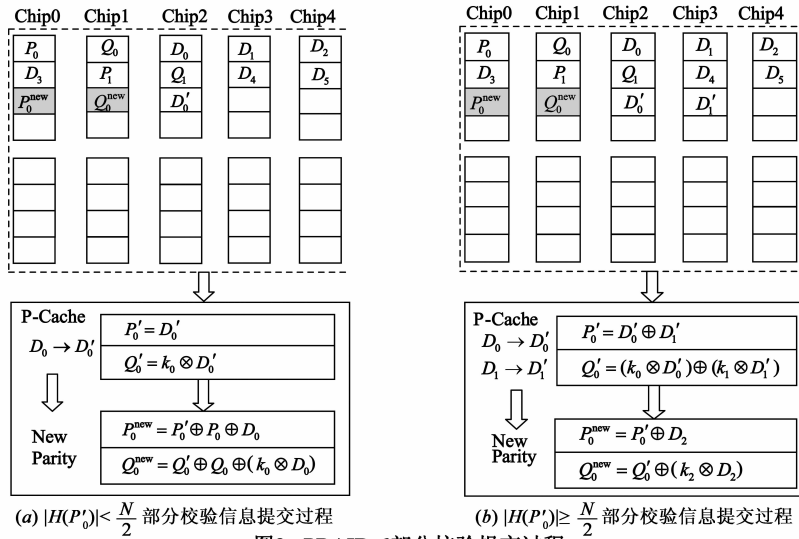 Chip0 Chip1 Chip2 Chip3 Chip4
P₀ Q₀ D₀ D₁ D₂
D₃ P₁ Q₁ D₄ D₅
P₀ⁿᵉʷ Q₀ⁿᵉʷ D₀′
P-Cache
D₀ → D₀′
P₀′ = D₀′
Q₀′ = k₀ ⊗ D₀′
New
Parity
P₀ⁿᵉʷ = P₀′ ⊕ P₀ ⊕ D₀
Q₀ⁿᵉʷ = Q₀′ ⊕ Q₀ ⊕ (k₀ ⊗ D₀)
(a) |H(P₀′)| < N/2 部分校验信息提交过程
Chip0 Chip1 Chip2 Chip3 Chip4
P₀ Q₀ D₀ D₁ D₂
D₃ P₁ Q₁ D₄ D₅
P₀ⁿᵉʷ Q₀ⁿᵉʷ D₀′ D₁′
P-Cache
D₀ → D₀′
D₁ → D₁′
P₀′ = D₀′ ⊕ D₁′
Q₀′ = (k₀ ⊗ D₀′) ⊕ (k₁ ⊗ D₁′)
New
Parity
P₀ⁿᵉʷ = P₀′ ⊕ D₂
Q₀ⁿᵉʷ = Q₀′ ⊕ (k₂ ⊗ D₂)
(b) |H(P₀′)| ≥ N/2 部分校验信息提交过程